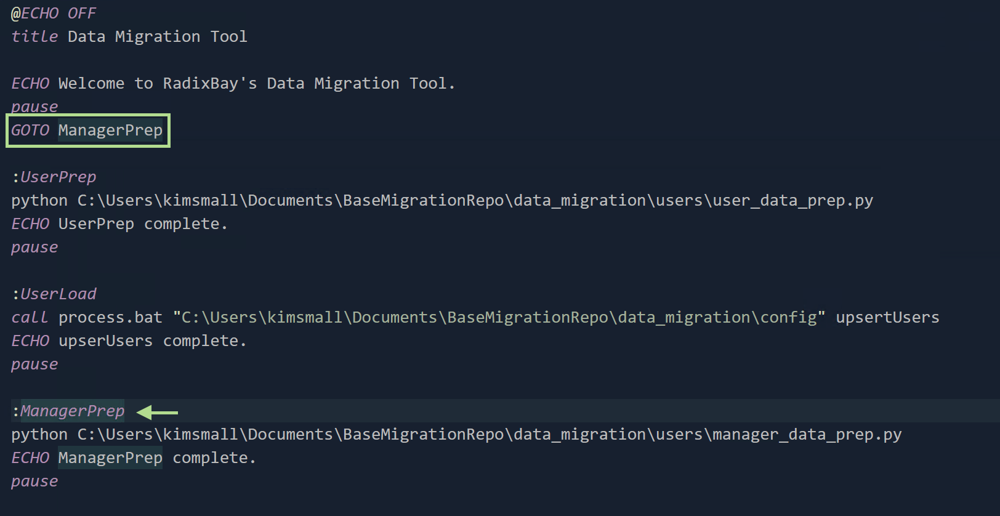 @ECHO OFF
title Data Migration Tool
ECHO Welcome to RadixBay's Data Migration Tool.
pause
GOTO ManagerPrep
:UserPrep
python C:\Users\kimsmall\Documents\BaseMigrationRepo\data_migration\users\user_data_prep.py
ECHO UserPrep complete.
pause
:UserLoad
call process.bat "C:\Users\kimsmall\Documents\BaseMigrationRepo\data_migration\config" upsertUsers
ECHO upserUsers complete.
pause
:ManagerPrep
python C:\Users\kimsmall\Documents\BaseMigrationRepo\data_migration\users\manager_data_prep.py
ECHO ManagerPrep complete.
pause